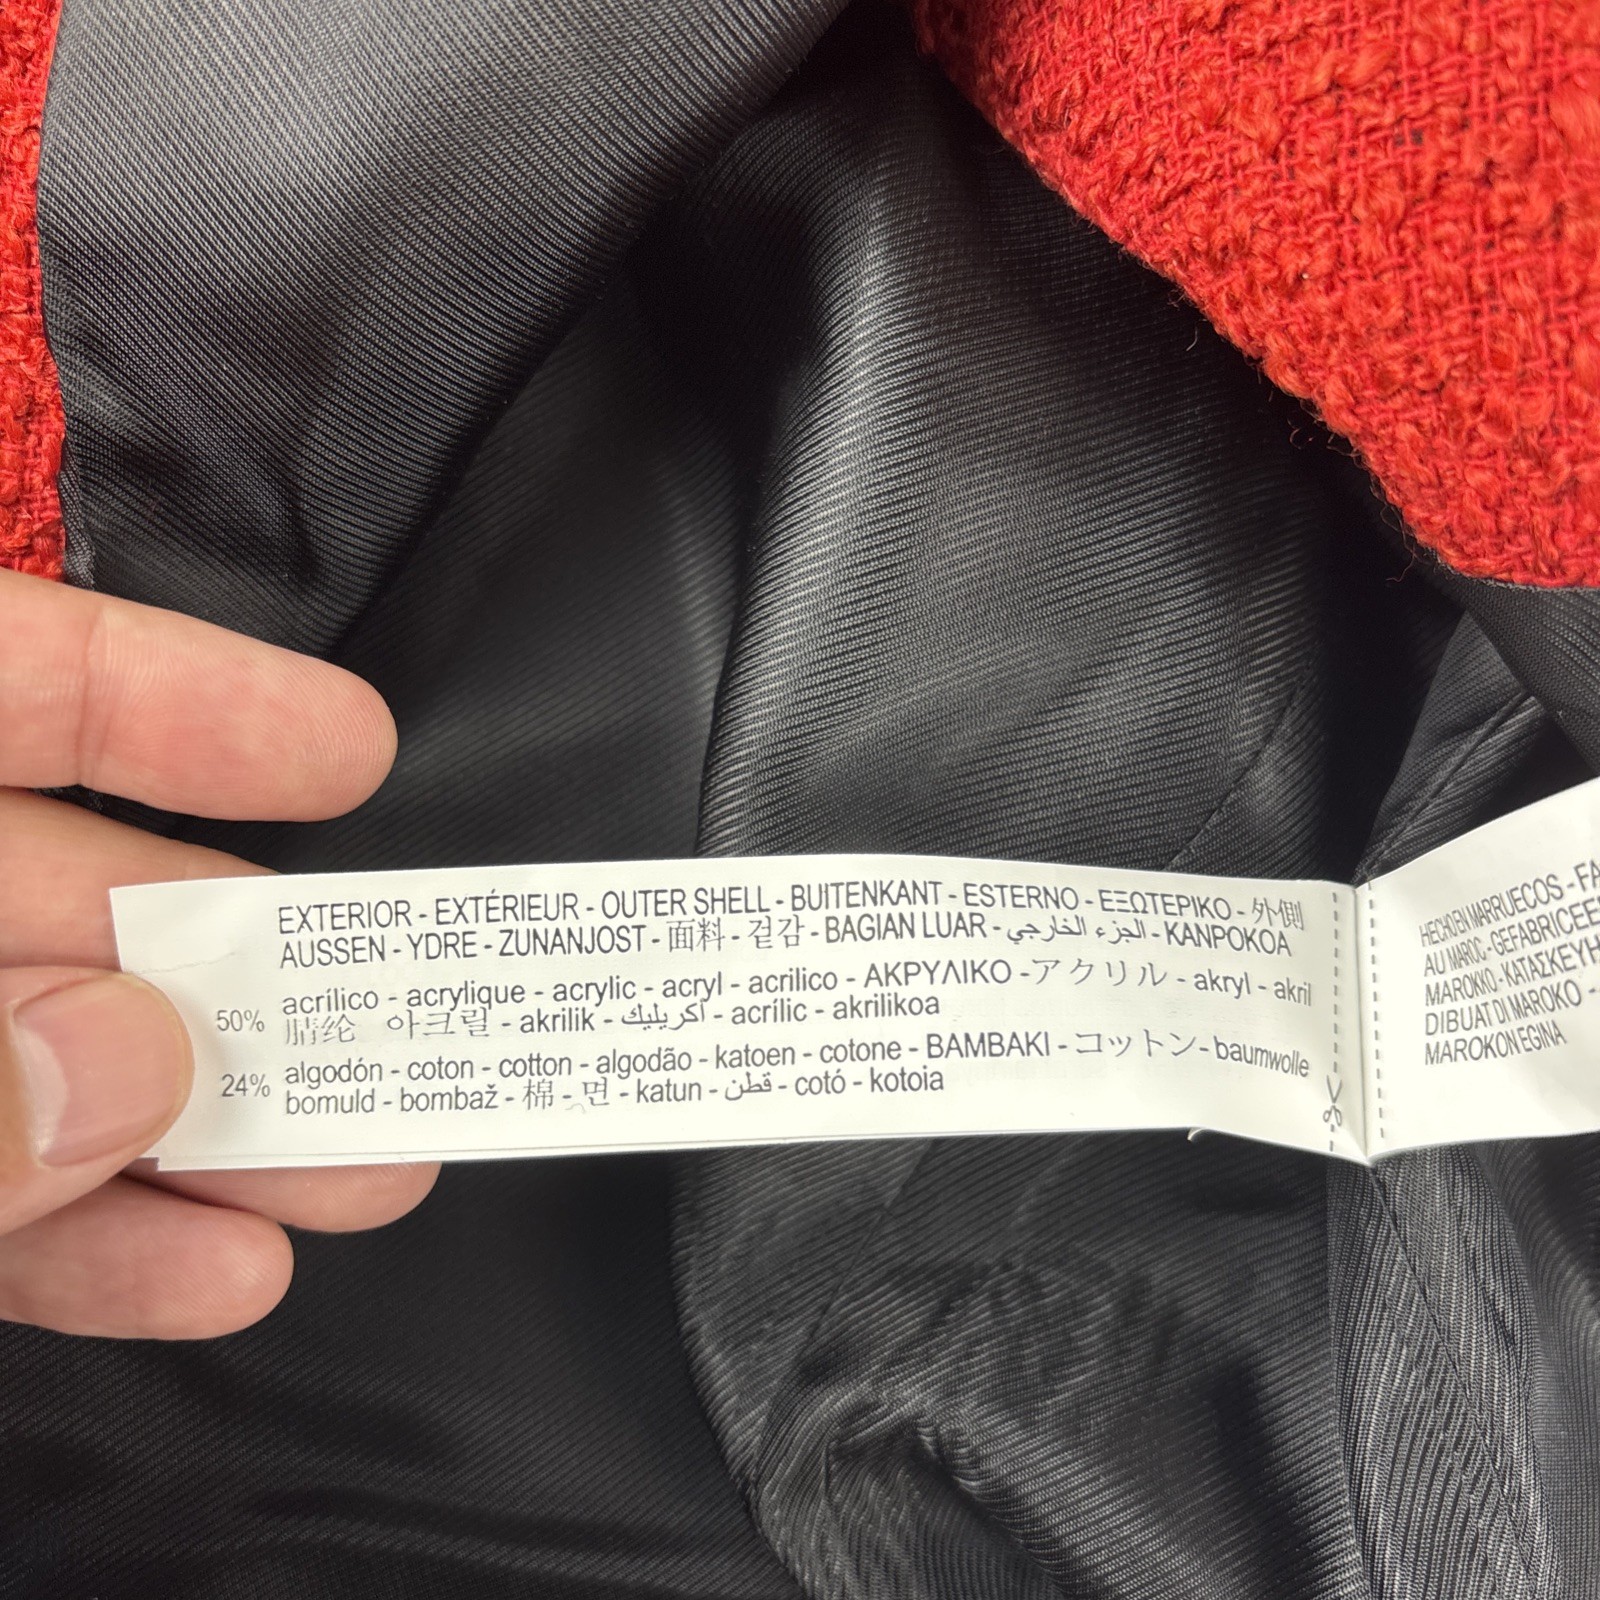 EXTERIOR - EXTÉRIEUR - OUTER SHELL - BUITENKANT - ESTERNO - ΕΞΩΤΕΡΙΚΟ - 外側
AUSSEN - YDRE - ZUNANJOST - 面料 - 겉감 - BAGIAN LUAR - الجزء الخارجي - KANPOKOA
50% acrílico - acrylique - acrylic - acryl - acrilico - ΑΚΡΥΛΙΚΟ - アクリル - akryl - akril
腈纶 아크릴 - akrilik - أكريليك - acrílic - akrilikoa
24% algodón - coton - cotton - algodão - katoen - cotone - BAMBAKI - コットン - baumwolle
bomuld - bombaž - 棉 - 면 - katun - قطن - cotó - kotoia
HECHO EN MARRUECOS - FA
AU MAROC - GEFABRICEE
MAROKKO - ΚΑΤΑΣΚΕΥΗ
DIBUAT DI MAROKO -
MAROKON EGINA